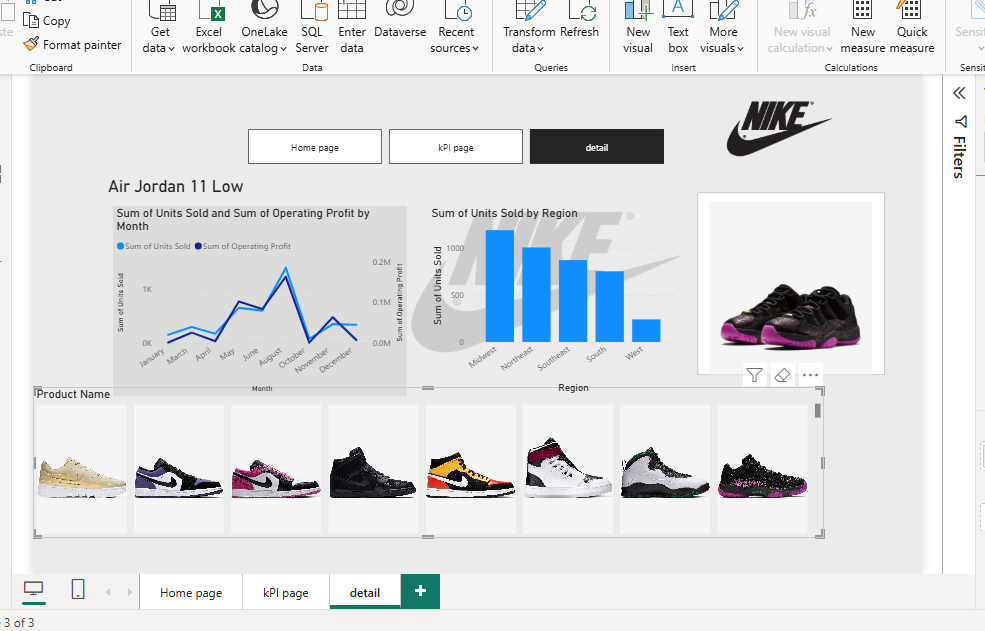 Copy
Format painter
Clipboard
Get data
Excel workbook
OneLake catalog
SQL Server
Enter data
Dataverse
Recent sources
Data
Transform data
Refresh
Queries
New visual
Text box
More visuals
Insert
New visual calculation
New measure
Quick measure
Calculations
Sensit
Sensit
Filters
NIKE
Home page
kPI page
detail
Air Jordan 11 Low
Sum of Units Sold and Sum of Operating Profit by
Month
Sum of Units Sold
Sum of Operating Profit
Sum of Units Sold
1K
0K
0.2M
0.1M
0.0M
Sum of Operating Profit
January
March
April
May
June
August
October
November
December
Month
Sum of Units Sold by Region
NIKE
Sum of Units Sold
1000
500
0
Midwest
Northeast
Southeast
South
West
Region
Product Name
Home page
kPI page
detail
3 of 3